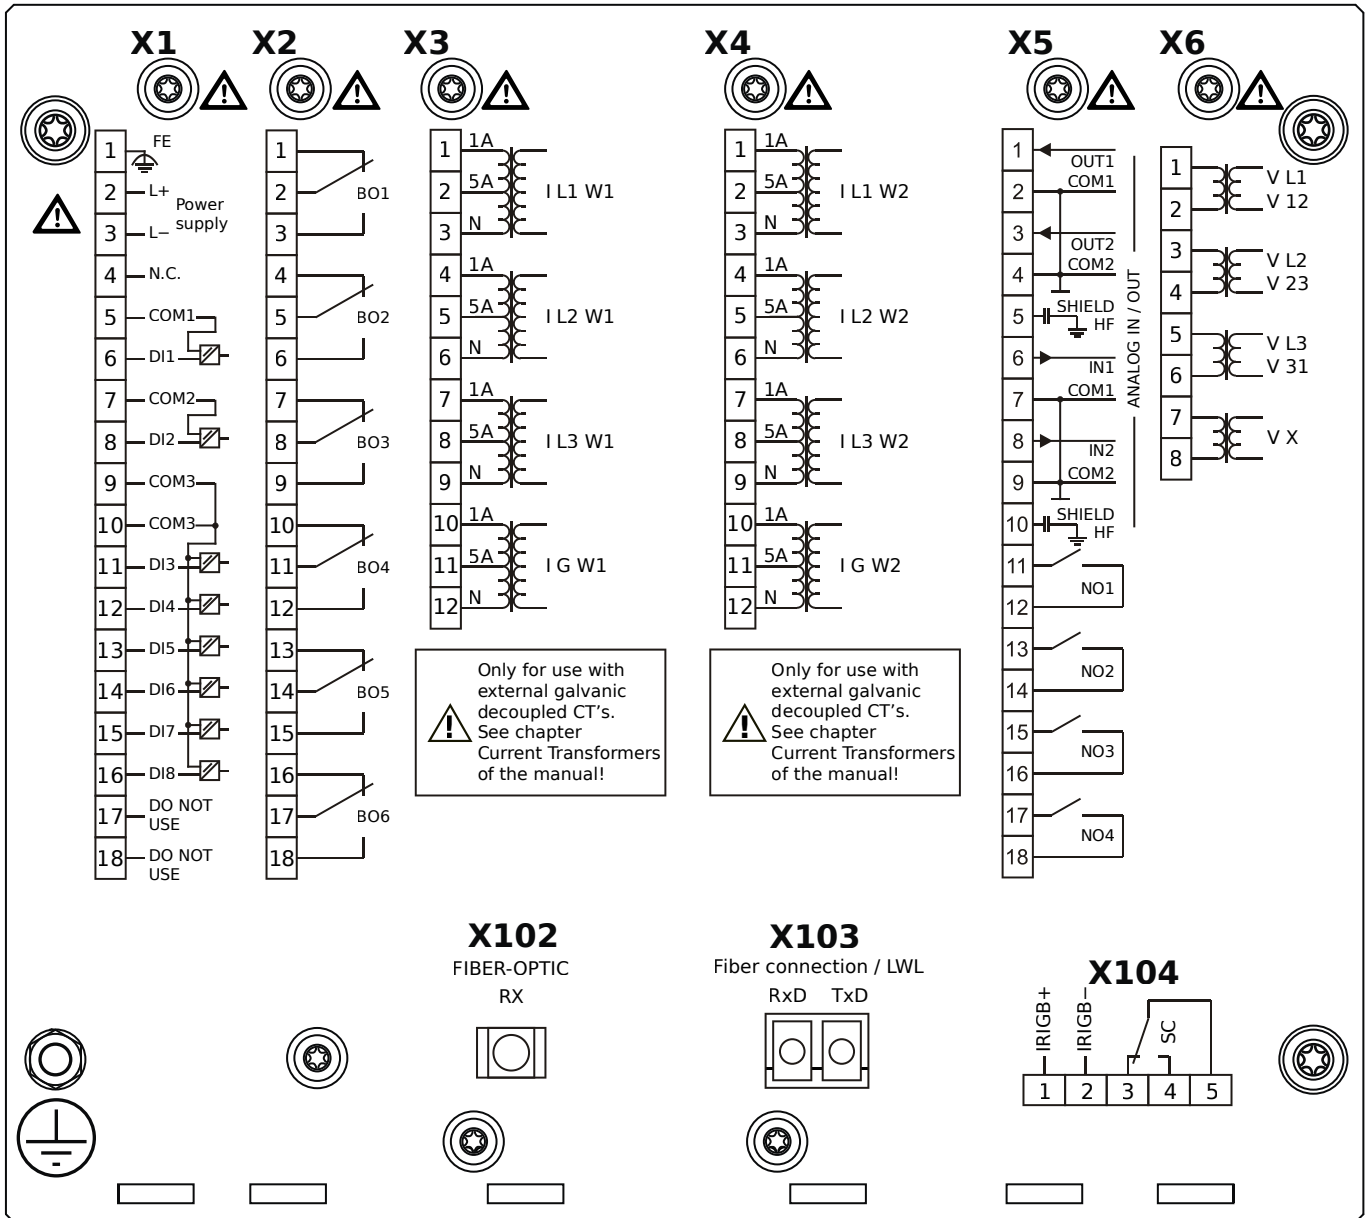 X1
X2
X3
X4
X5
X6
1 FE
2 L+
Power
supply
3 L−
4 N.C.
5 COM1
6 DI1
7 COM2
8 DI2
9 COM3
10 COM3
11 DI3
12 DI4
13 DI5
14 DI6
15 DI7
16 DI8
17 DO NOT
USE
18 DO NOT
USE
1
2 BO1
3
4
5 BO2
6
7
8 BO3
9
10
11 BO4
12
13
14 BO5
15
16
17 BO6
18
1 1A
2 5A I L1 W1
3 N
4 1A
5 5A I L2 W1
6 N
7 1A
8 5A I L3 W1
9 N
10 1A
11 5A I G W1
12 N
Only for use with
external galvanic
decoupled CT's.
See chapter
Current Transformers
of the manual!
1 1A
2 5A I L1 W2
3 N
4 1A
5 5A I L2 W2
6 N
7 1A
8 5A I L3 W2
9 N
10 1A
11 5A I G W2
12 N
Only for use with
external galvanic
decoupled CT's.
See chapter
Current Transformers
of the manual!
1 OUT1
2 COM1
3 OUT2
4 COM2
5 SHIELD
HF
6 IN1
7 COM1
8 IN2
9 COM2
10 SHIELD
HF
ANALOG IN / OUT
11
NO1
12
13
NO2
14
15
NO3
16
17
NO4
18
1 V L1
2 V 12
3 V L2
4 V 23
5 V L3
6 V 31
7
V X
8
X102
FIBER-OPTIC
RX
X103
Fiber connection / LWL
RxD TxD
X104
IRIGB+
IRIGB−
SC
1 2 3 4 5